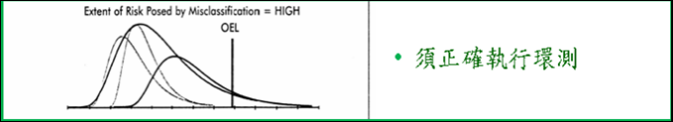 Extent of Risk Posed by Misclassification = HIGH
OEL
• 須正確執行環測